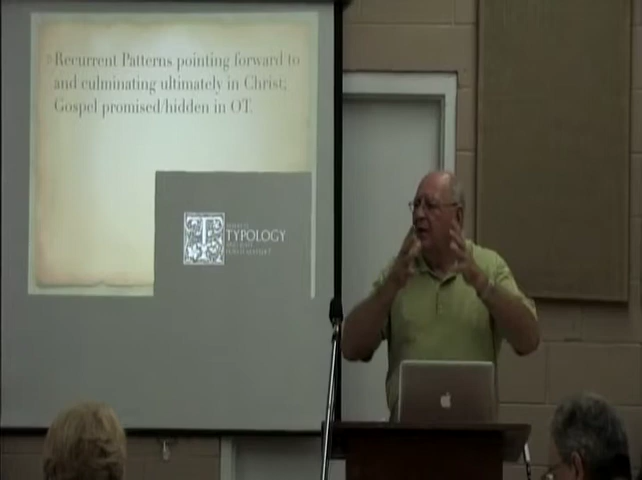 Recurrent Patterns pointing forward to
and culminating ultimately in Christ;
Gospel promised/hidden in OT.
TYPOLOGY